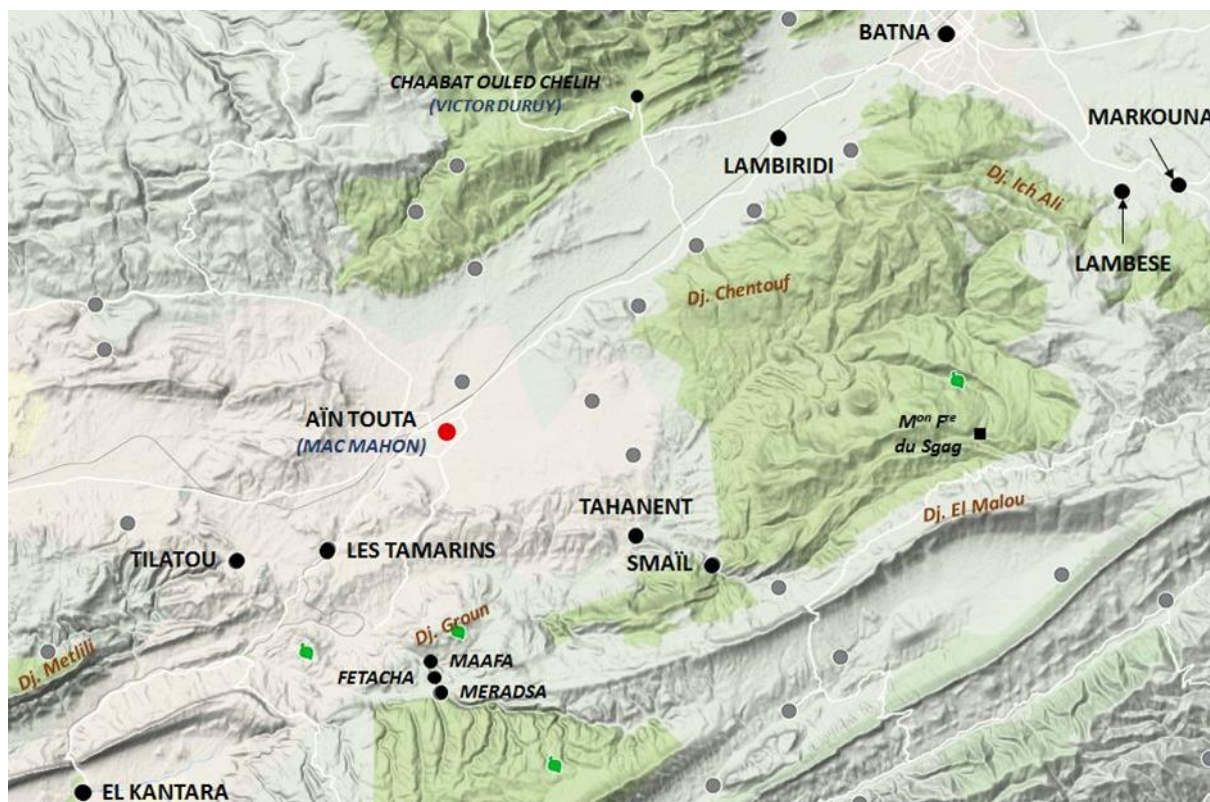 BATNA
CHAABAT OULED CHELIH
(VICTOR DURUY)
MARKOUNA
LAMBIRIDI
Dj. Ich Ali
LAMBESE
Dj. Chentouf
AÏN TOUTA
(MAC MAHON)
Mon Fre
du Sgag
TAHANENT
Dj. El Malou
LES TAMARINS
TILATOU
SMAÏL
Dj. Groun
Dj. Metlili
MAAFA
FETACHA
MERADSA
EL KANTARA